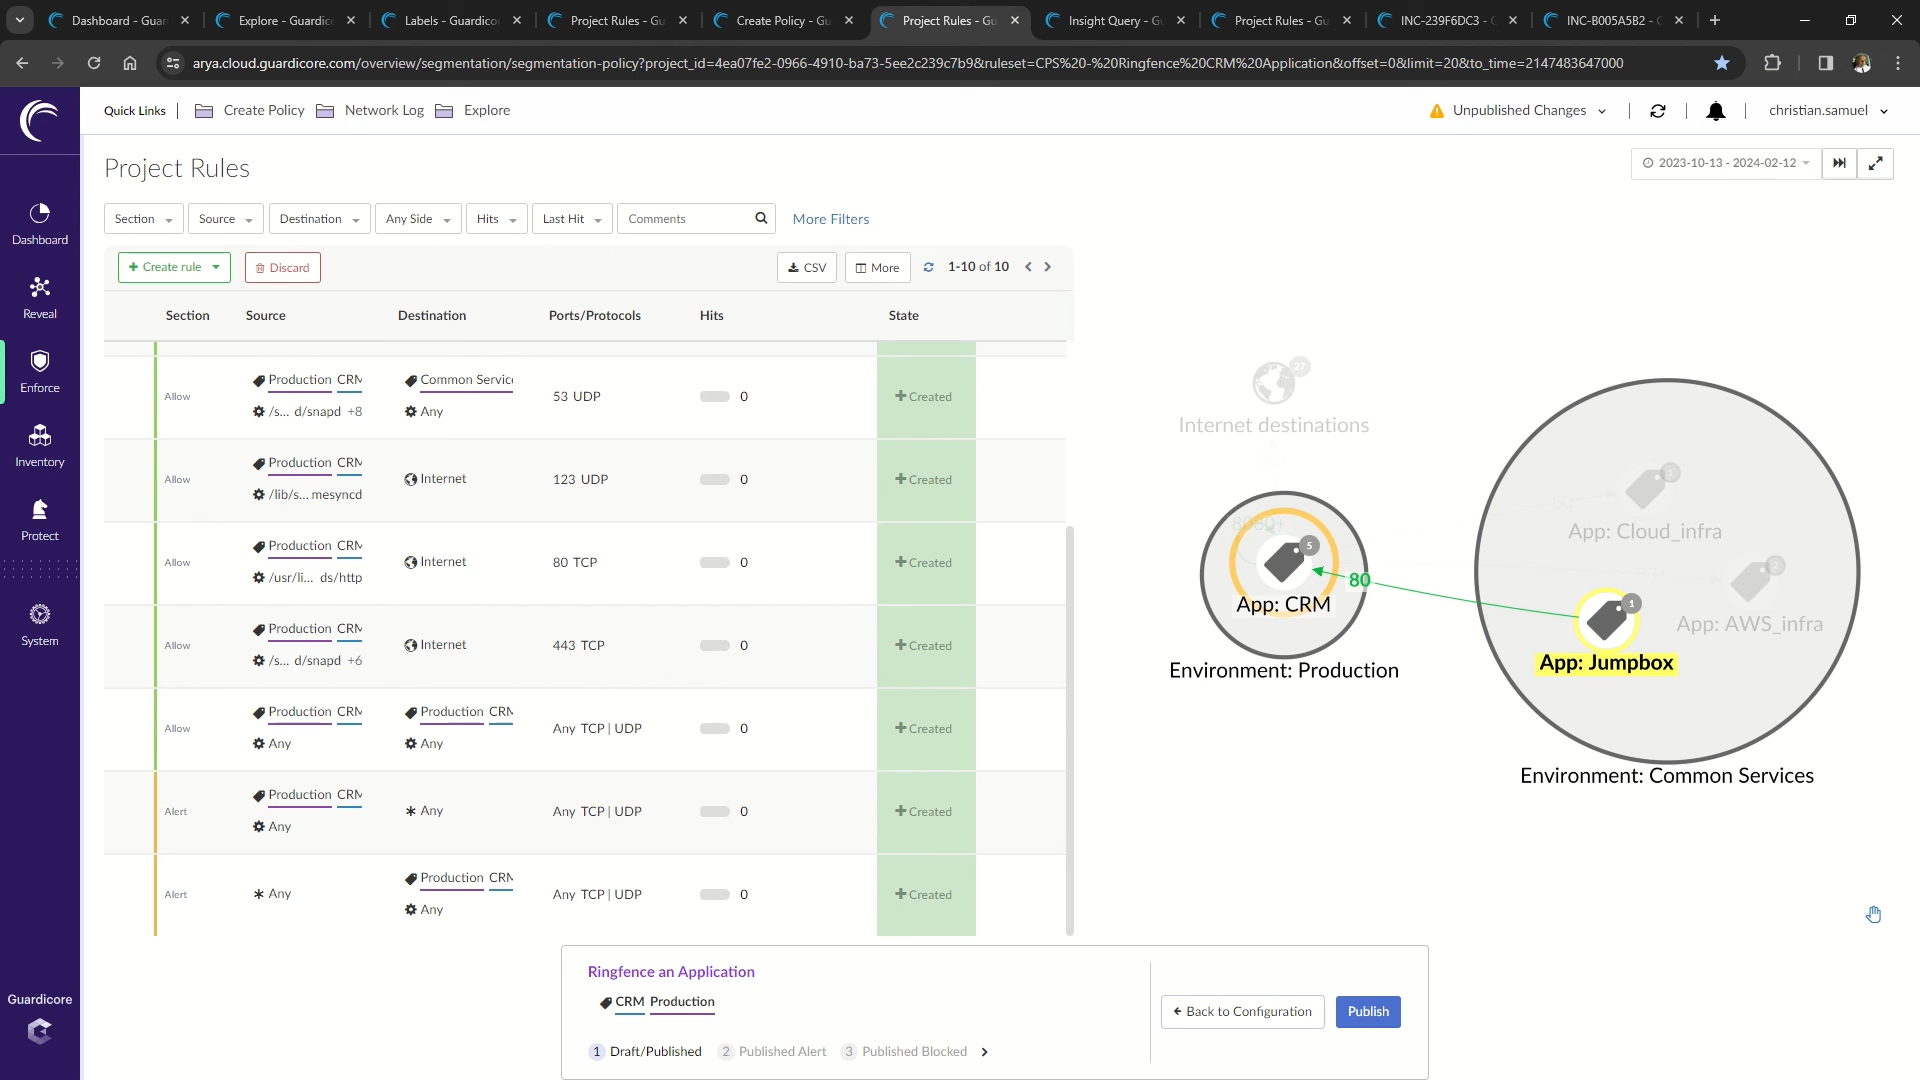 Dashboard - Guar
Explore - Guardic
Labels - Guardico
Project Rules - Gu
Create Policy - Gu
Project Rules - Gu
Insight Query - Gu
Project Rules - Gu
INC-239F6DC3 - G
INC-B005A5B2 - G
arya.cloud.guardicore.com/overview/segmentation/segmentation-policy?project_id=4ea07fe2-0966-4910-ba73-5ee2c239c7b9&ruleset=CPS%20-%20Ringfence%20CRM%20Application&offset=0&limit=20&to_time=2147483647000
Quick Links
Create Policy
Network Log
Explore
Unpublished Changes
christian.samuel
Project Rules
2023-10-13 - 2024-02-12
Section
Source
Destination
Any Side
Hits
Last Hit
Comments
More Filters
Create rule
Discard
CSV
More
1-10 of 10
Section Source Destination Ports/Protocols Hits State
Allow Production CRM Common Service 53 UDP 0 Created
/s... d/snapd +8 Any
Allow Production CRM Internet 123 UDP 0 Created
/lib/s... mesyncd
Allow Production CRM Internet 80 TCP 0 Created
/usr/li... ds/http
Allow Production CRM Internet 443 TCP 0 Created
/s... d/snapd +6
Allow Production CRM Production CRM Any TCP | UDP 0 Created
Any Any
Alert Production CRM Any Any TCP | UDP 0 Created
Any
Alert Any Production CRM Any TCP | UDP 0 Created
Any
Dashboard
Reveal
Enforce
Inventory
Protect
System
Guardicore
27
Internet destinations
8080+
5
App: CRM
Environment: Production
80
1
App: Cloud_infra
2
App: AWS_infra
1
App: Jumpbox
Environment: Common Services
Ringfence an Application
CRM Production
1 Draft/Published
2 Published Alert
3 Published Blocked
Back to Configuration
Publish